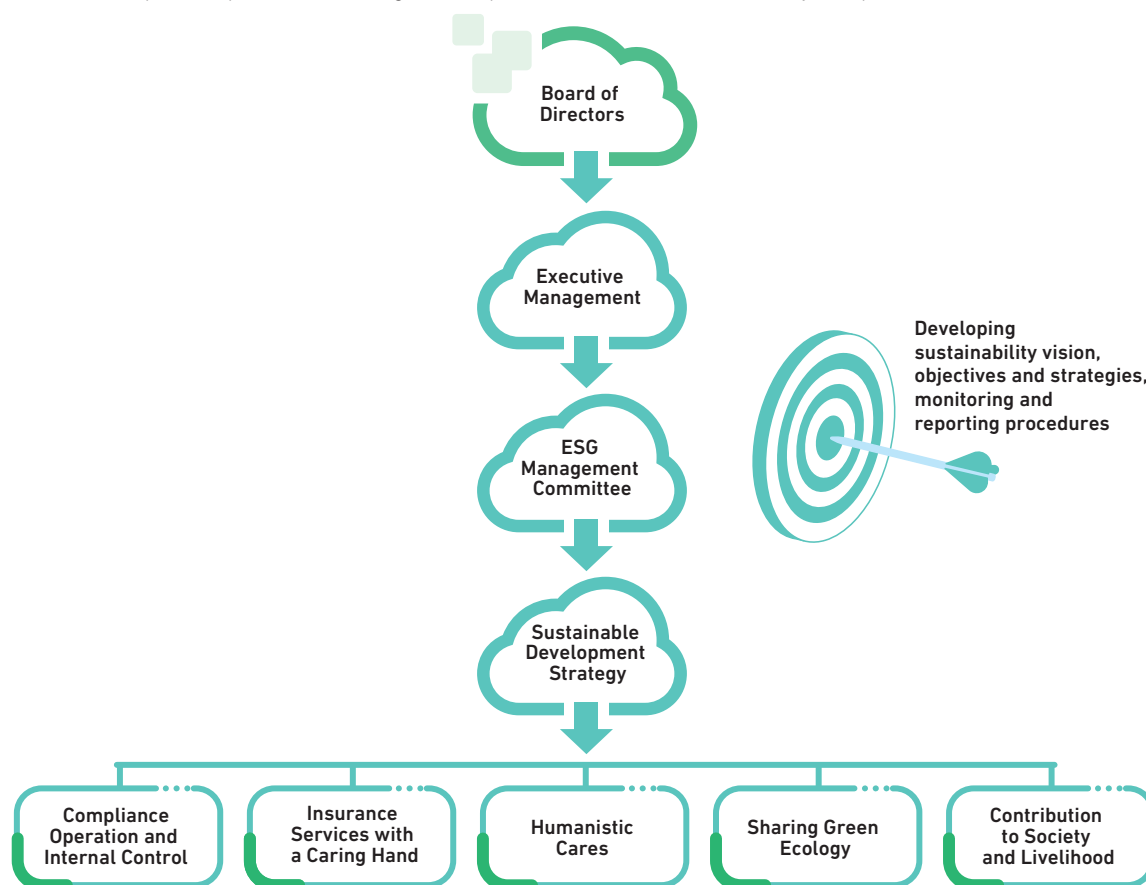 Board of
Directors
Executive
Management
Developing
sustainability vision,
objectives and strategies,
monitoring and
reporting procedures
ESG
Management
Committee
Sustainable
Development
Strategy
Compliance
Operation and
Internal Control
Insurance
Services with
a Caring Hand
Humanistic
Cares
Sharing Green
Ecology
Contribution
to Society
and Livelihood